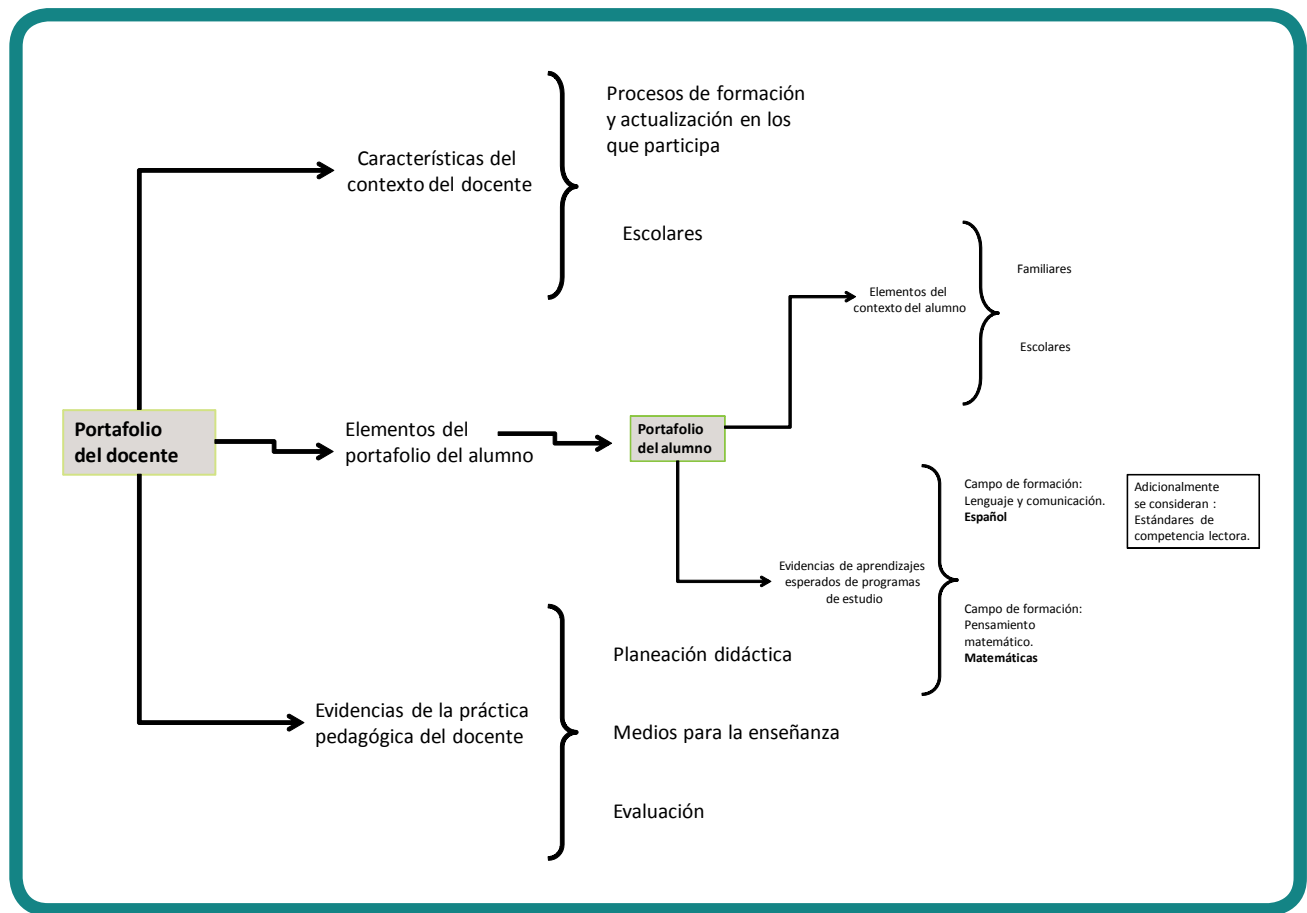 Procesos de formación
y actualización en los
que participa
Características del
contexto del docente
Escolares
Elementos del
contexto del alumno
Familiares
Escolares
Portafolio
del docente
Elementos del
portafolio del alumno
Portafolio
del alumno
Evidencias de aprendizajes
esperados de programas
de estudio
Campo de formación:
Lenguaje y comunicación.
Español
Adicionalmente
se consideran :
Estándares de
competencia lectora.
Campo de formación:
Pensamiento
matemático.
Matemáticas
Evidencias de la práctica
pedagógica del docente
Planeación didáctica
Medios para la enseñanza
Evaluación